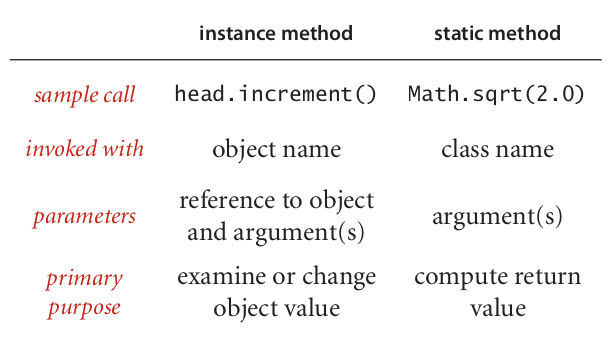 instance method static method
sample call head.increment() Math.sqrt(2.0)
invoked with object name class name
parameters reference to object and argument(s) argument(s)
primary purpose examine or change object value compute return value